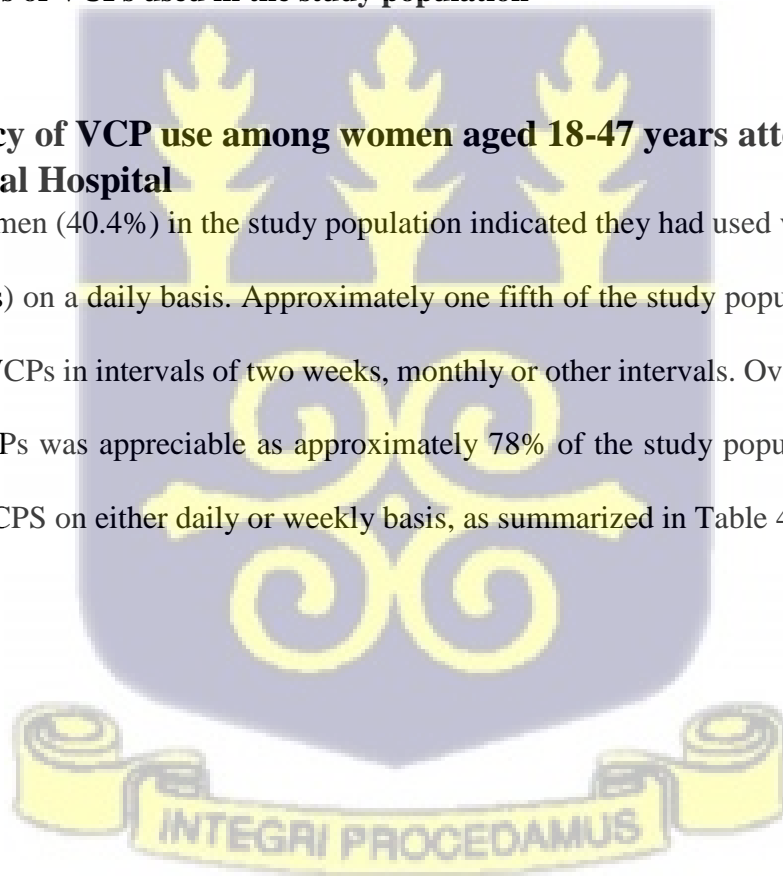 of VCPs used in the study population
cy of VCP use among women aged 18-47 years atte
al Hospital
men (40.4%) in the study population indicated they had used v
s) on a daily basis. Approximately one fifth of the study popu
VCPs in intervals of two weeks, monthly or other intervals. Ov
Ps was appreciable as approximately 78% of the study popu
CPS on either daily or weekly basis, as summarized in Table 4
INTEGRI PROCEDAMUS